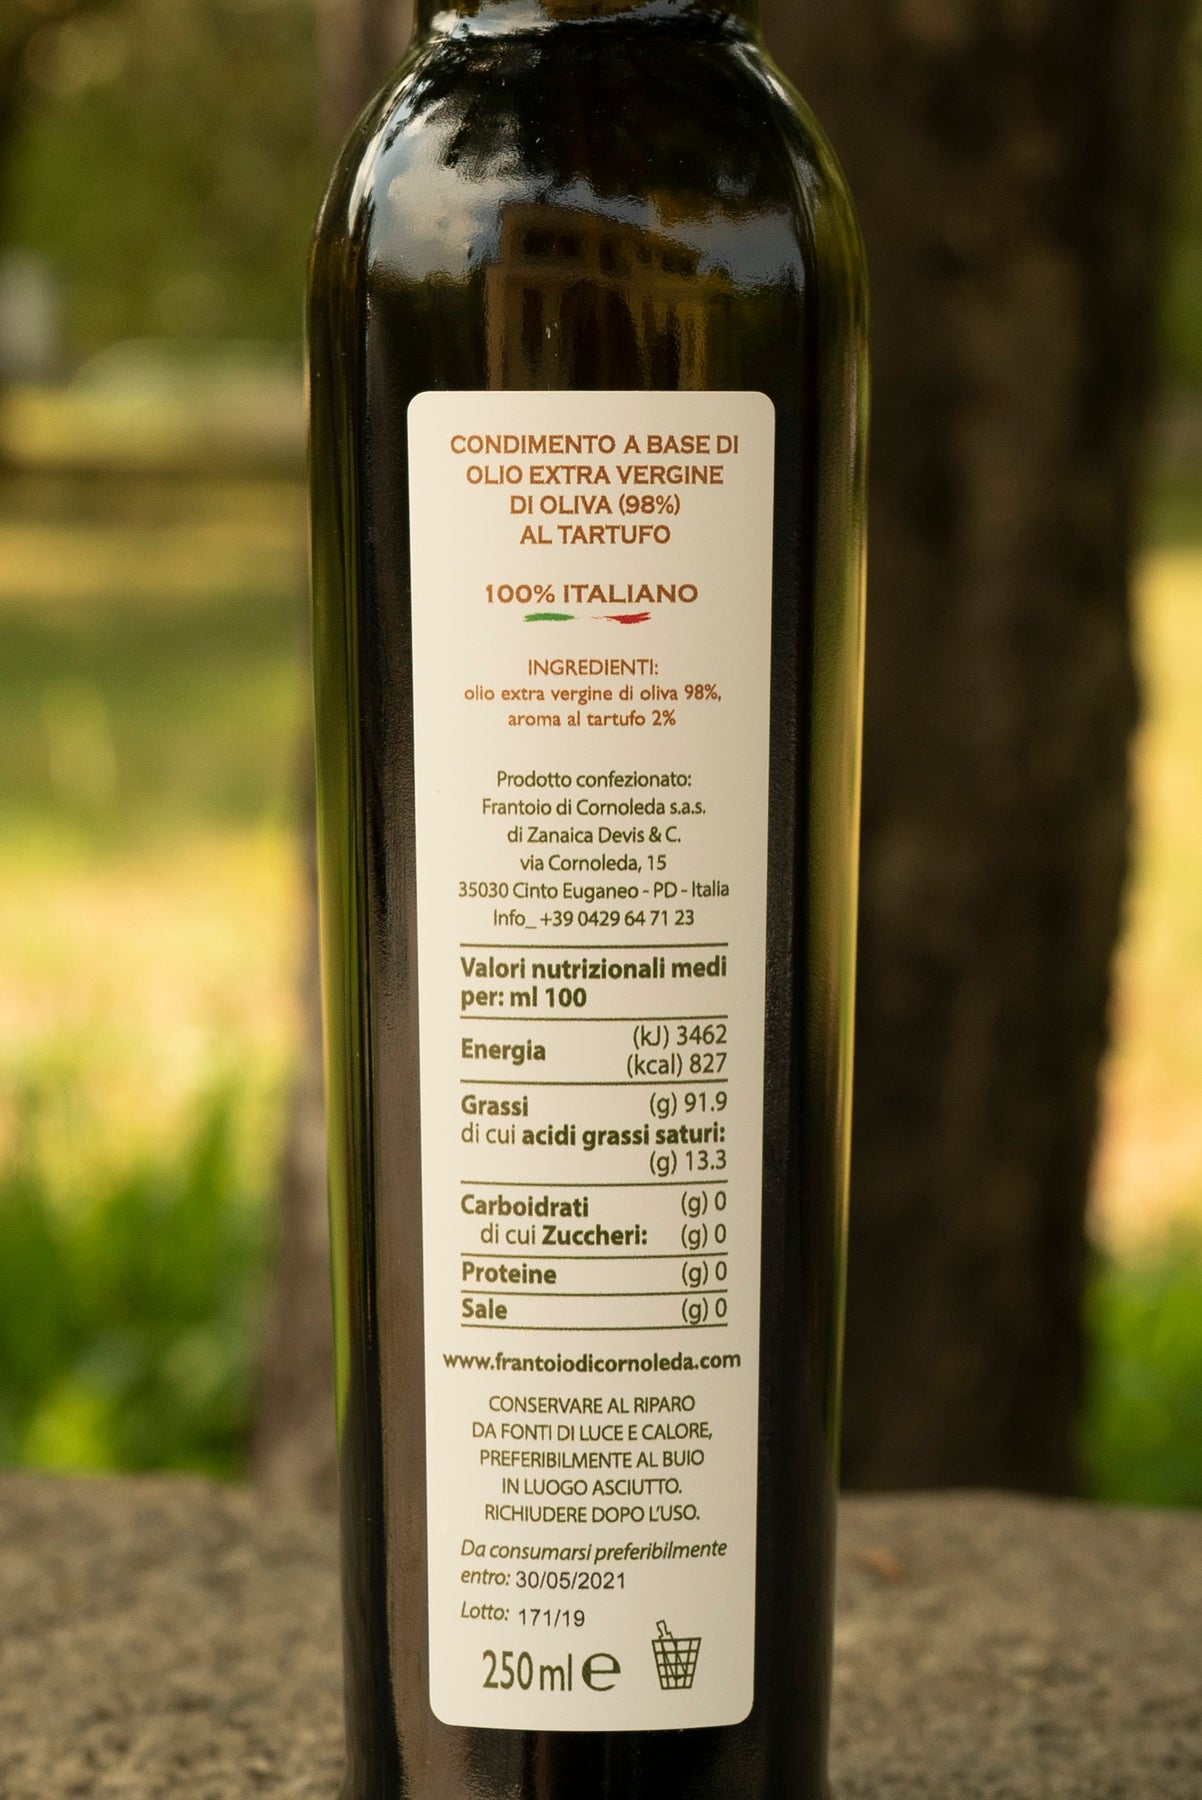 CONDIMENTO A BASE DI
OLIO EXTRA VERGINE
DI OLIVA (98%)
AL TARTUFO
100% ITALIANO
INGREDIENTI:
olio extra vergine di oliva 98%,
aroma al tartufo 2%
Prodotto confezionato:
Frantoio di Cornoleda s.a.s.
di Zanaica Devis & C.
via Cornoleda, 15
35030 Cinto Euganeo - PD - Italia
Info_ +39 0429 64 71 23
Valori nutrizionali medi
per: ml 100
Energia (kJ) 3462
(kcal) 827
Grassi (g) 91.9
di cui acidi grassi saturi:
(g) 13.3
Carboidrati (g) 0
di cui Zuccheri: (g) 0
Proteine (g) 0
Sale (g) 0
www.frantoiodicornoleda.com
CONSERVARE AL RIPARO
DA FONTI DI LUCE E CALORE,
PREFERIBILMENTE AL BUIO
IN LUOGO ASCIUTTO.
RICHIUDERE DOPO L'USO.
Da consumarsi preferibilmente
entro: 30/05/2021
Lotto: 171/19
250 ml e